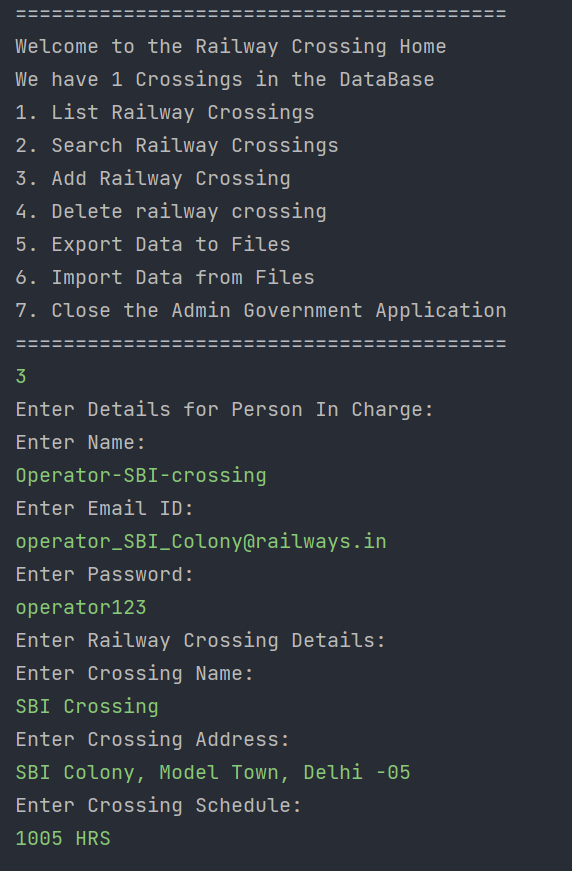 =========================================
Welcome to the Railway Crossing Home
We have 1 Crossings in the DataBase
1. List Railway Crossings
2. Search Railway Crossings
3. Add Railway Crossing
4. Delete railway crossing
5. Export Data to Files
6. Import Data from Files
7. Close the Admin Government Application
=========================================
3
Enter Details for Person In Charge:
Enter Name:
Operator-SBI-crossing
Enter Email ID:
operator_SBI_Colony@railways.in
Enter Password:
operator123
Enter Railway Crossing Details:
Enter Crossing Name:
SBI Crossing
Enter Crossing Address:
SBI Colony, Model Town, Delhi -05
Enter Crossing Schedule:
1005 HRS